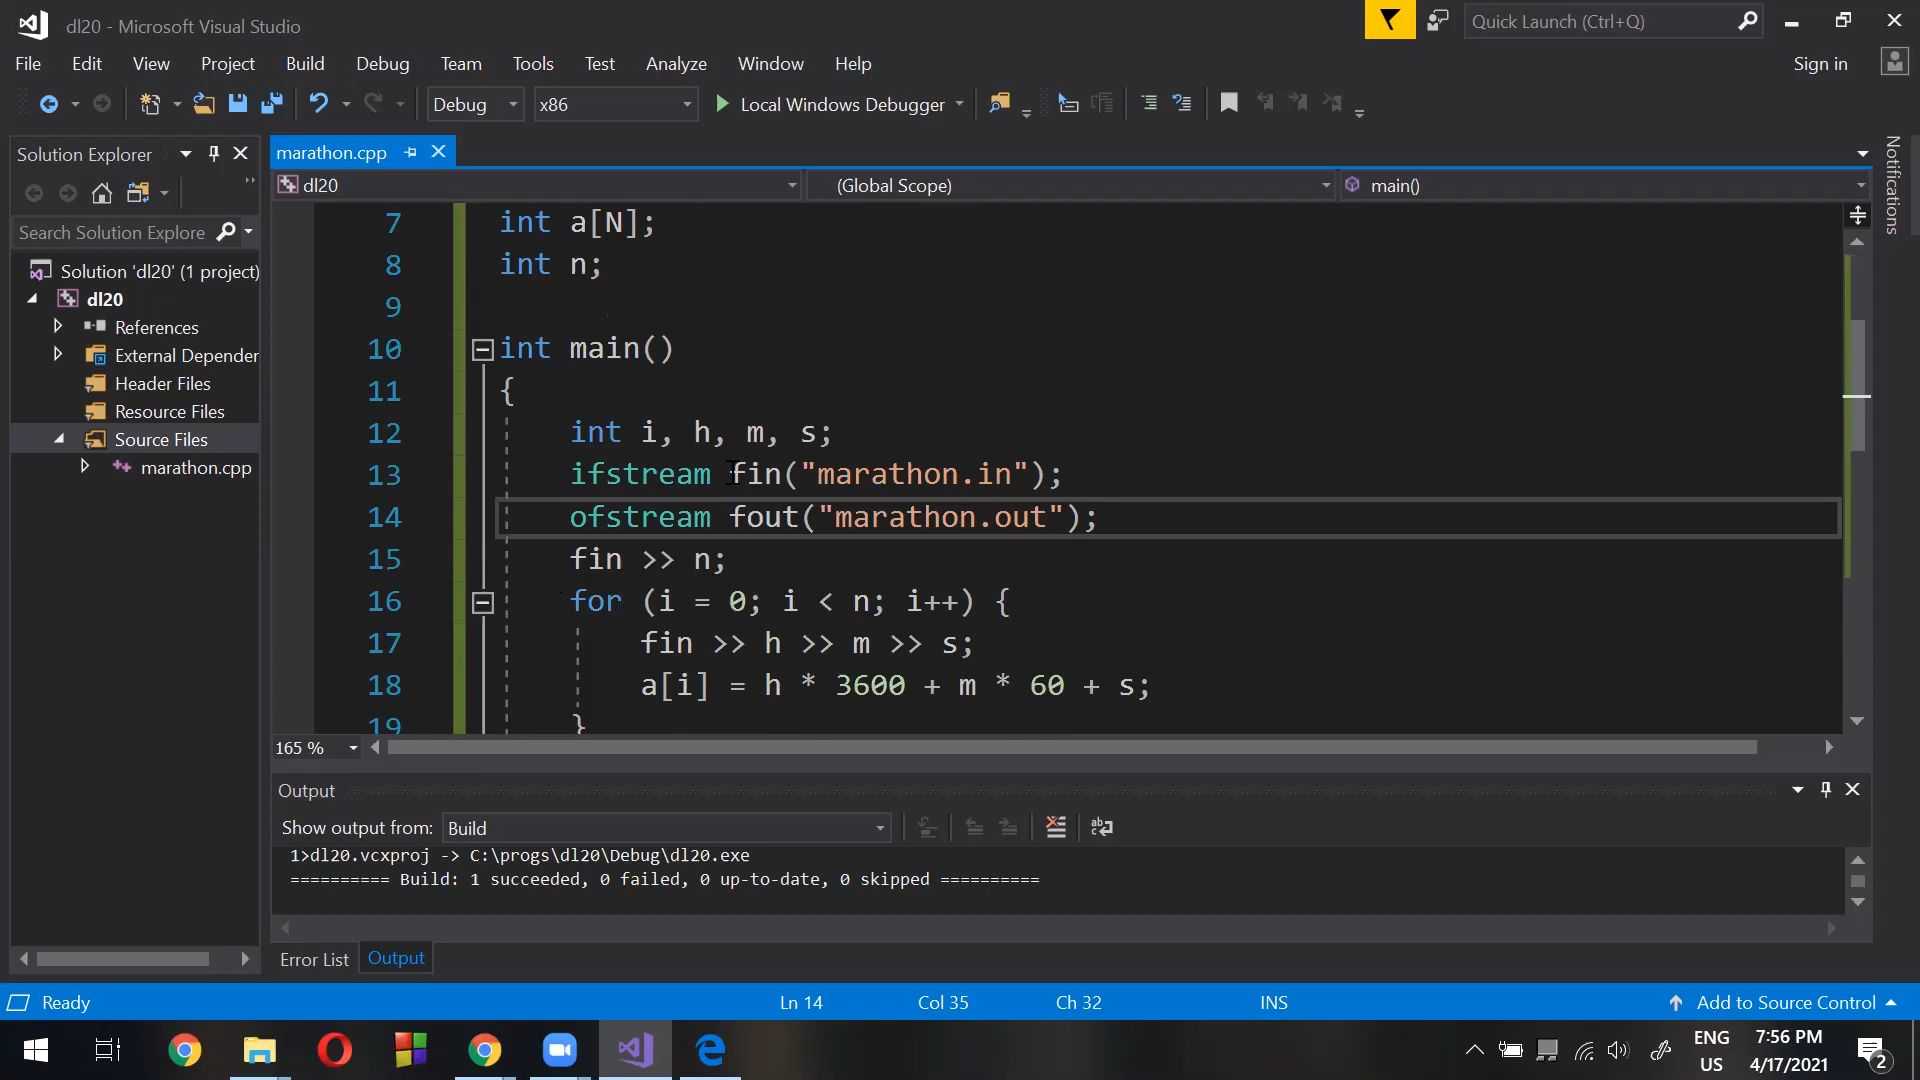 dl20 - Microsoft Visual Studio
Quick Launch (Ctrl+Q)
File Edit View Project Build Debug Team Tools Test Analyze Window Help
Sign in
Debug x86 Local Windows Debugger
Solution Explorer
marathon.cpp
Notifications
dl20 (Global Scope) main()
Search Solution Explore
Solution 'dl20' (1 project)
dl20
References
External Depender
Header Files
Resource Files
Source Files
marathon.cpp
7 int a[N];
8 int n;
9
10 int main()
11 {
12 int i, h, m, s;
13 ifstream fin("marathon.in");
14 ofstream fout("marathon.out");
15 fin >> n;
16 for (i = 0; i < n; i++) {
17 fin >> h >> m >> s;
18 a[i] = h * 3600 + m * 60 + s;
19 }
165 %
Output
Show output from: Build
1>dl20.vcxproj -> C:\progs\dl20\Debug\dl20.exe
========== Build: 1 succeeded, 0 failed, 0 up-to-date, 0 skipped ==========
Error List Output
Ready Ln 14 Col 35 Ch 32 INS Add to Source Control
ENG 7:56 PM
US 4/17/2021 2